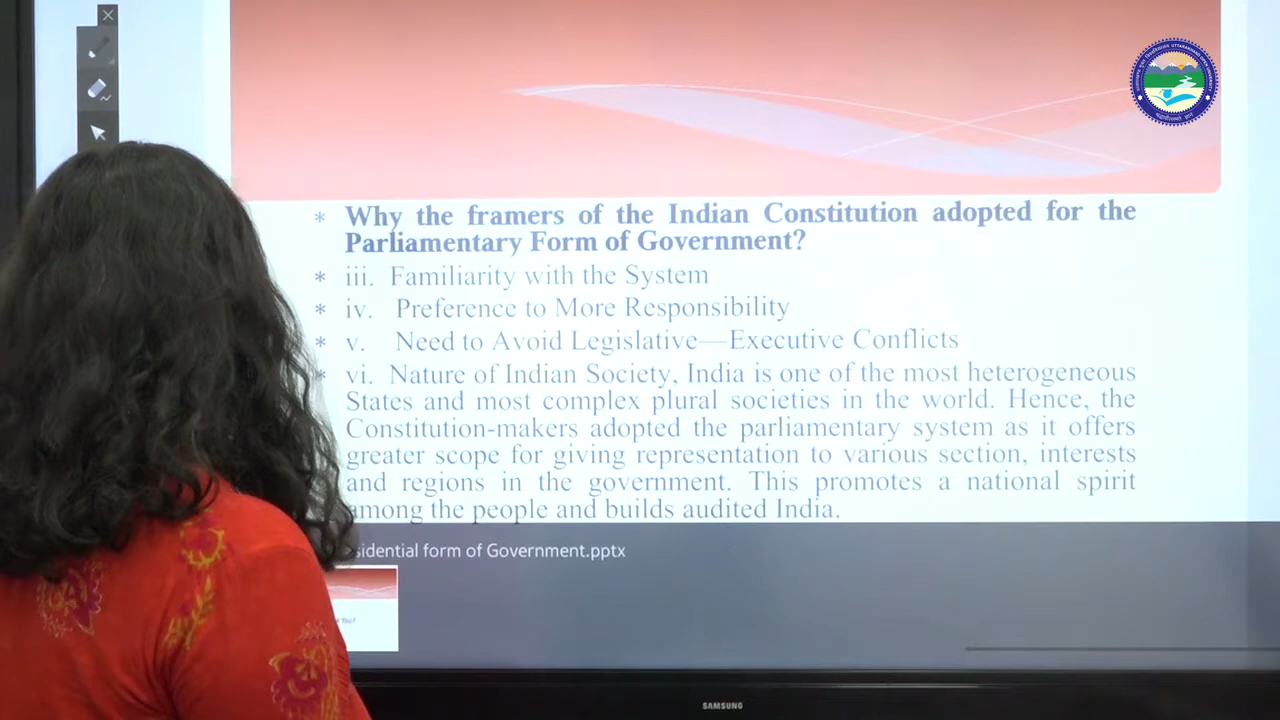 * Why the framers of the Indian Constitution adopted for the
Parliamentary Form of Government?
* iii. Familiarity with the System
* iv. Preference to More Responsibility
* v. Need to Avoid Legislative—Executive Conflicts
* vi. Nature of Indian Society, India is one of the most heterogeneous
States and most complex plural societies in the world. Hence, the
Constitution-makers adopted the parliamentary system as it offers
greater scope for giving representation to various section, interests
and regions in the government. This promotes a national spirit
among the people and builds audited India.
sidential form of Government.pptx
You?
SAMSUNG